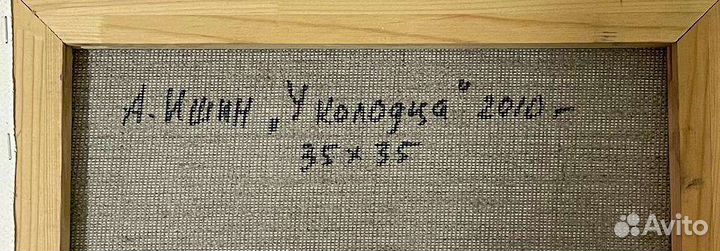 А. Ишин „У колодца“ 2010 –
35 x 35
Avito